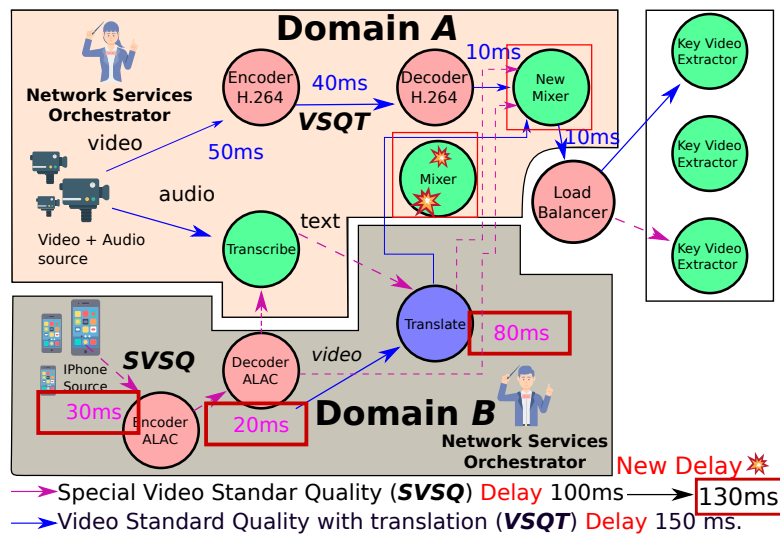 Domain A
Network Services
Orchestrator
video
50ms
Encoder
H.264
40ms
VSQT
Decoder
H.264
10ms
New
Mixer
10ms
Mixer
Load
Balancer
Key Video
Extractor
Key Video
Extractor
Key Video
Extractor
audio
Video + Audio
source
Transcribe
text
Translate
80ms
video
IPhone
Source
SVSQ
30ms
Encoder
ALAC
Decoder
ALAC
20ms
Domain B
Network Services
Orchestrator
New Delay
Special Video Standar Quality (SVSQ) Delay 100ms
130ms
Video Standard Quality with translation (VSQT) Delay 150 ms.